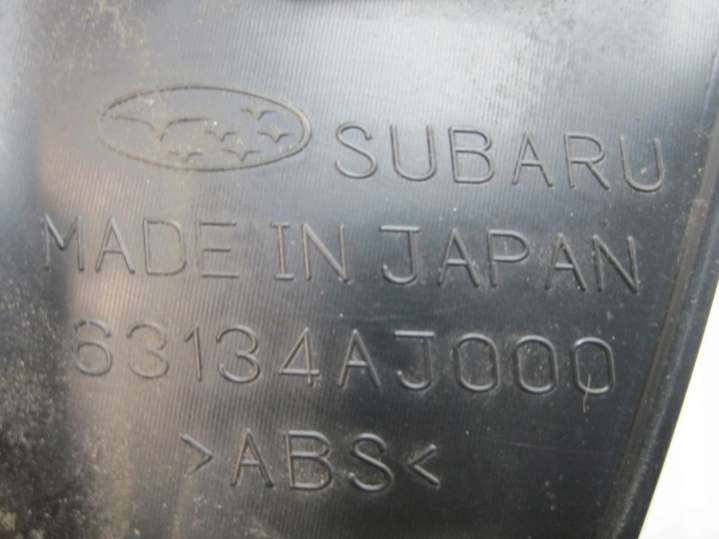 SUBARU
MADE IN JAPAN
63134AJ000
>ABS<